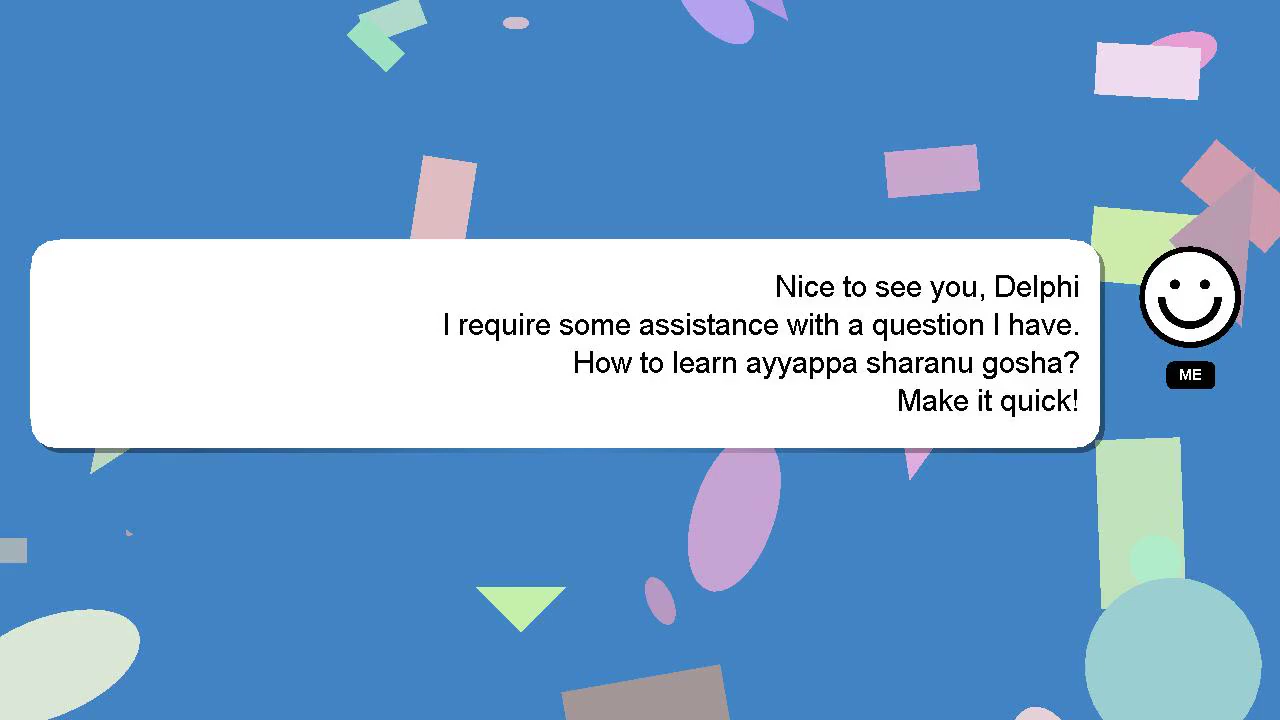 Nice to see you, Delphi
I require some assistance with a question I have.
How to learn ayyappa sharanu gosha?
Make it quick!
ME